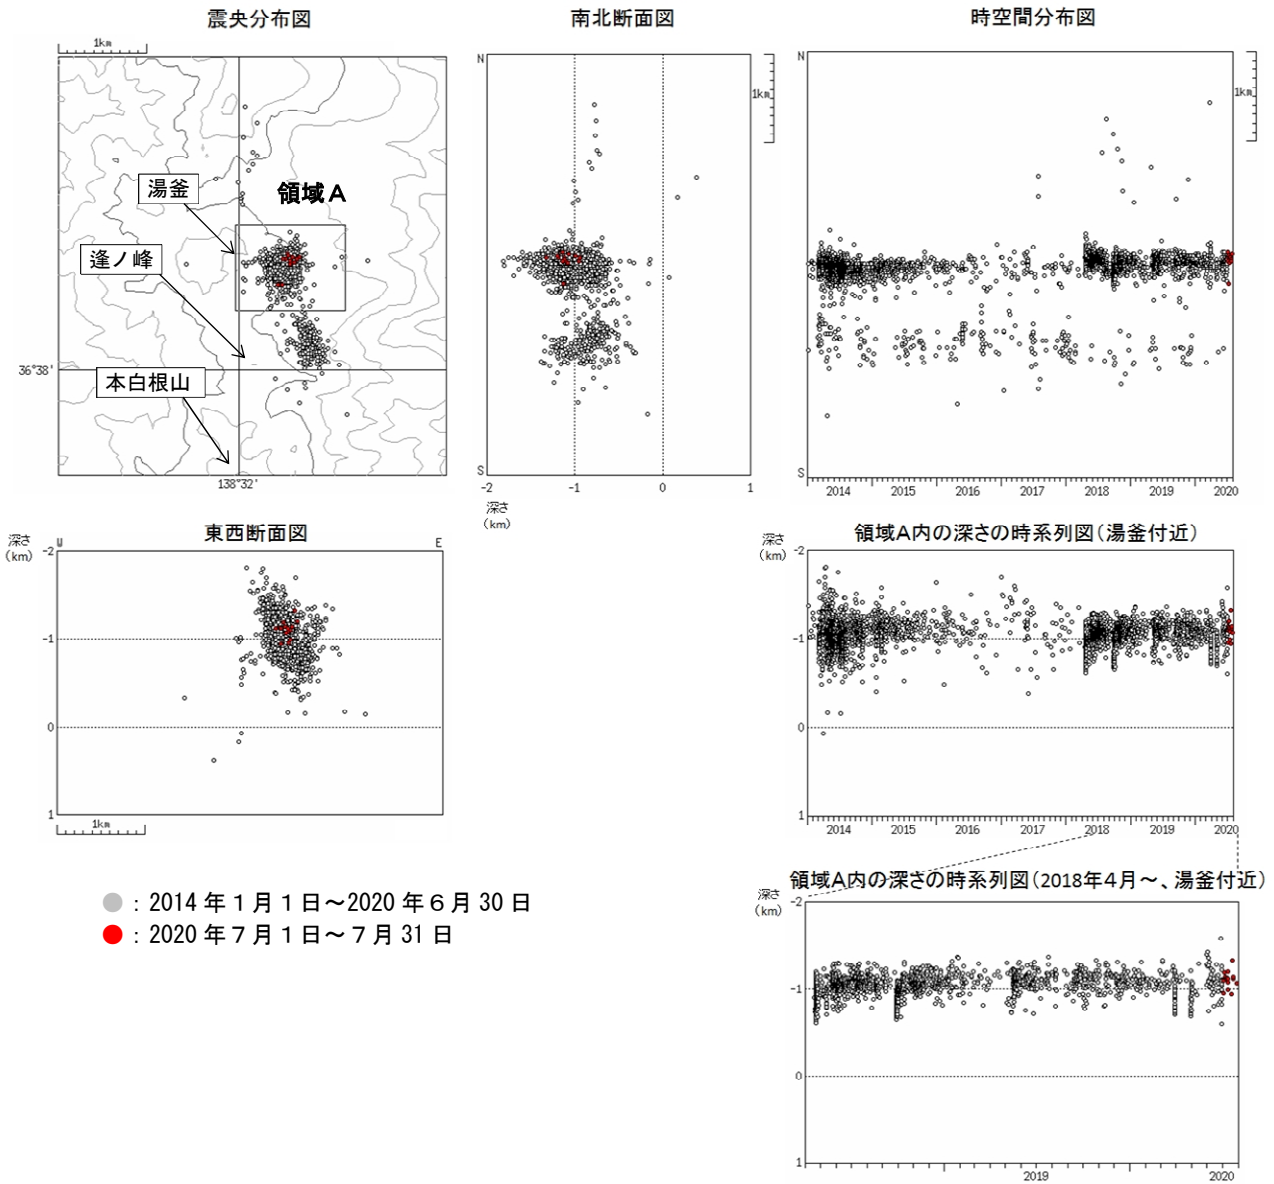 震央分布図
1km
湯釜
領域A
逢ノ峰
本白根山
36°38'
138°32'
南北断面図
N
S
1km
-2
-1
0
1
深さ
(km)
時空間分布図
N
S
1km
2014
2015
2016
2017
2018
2019
2020
東西断面図
深さ
(km)
W
E
-2
-1
0
1
1km
領域A内の深さの時系列図(湯釜付近)
深さ
(km)
-2
-1
0
1
2014
2015
2016
2017
2018
2019
2020
領域A内の深さの時系列図(2018年4月~、湯釜付近)
深さ
(km)
-2
-1
0
1
2019
2020
●:2014年1月1日~2020年6月30日
●:2020年7月1日~7月31日